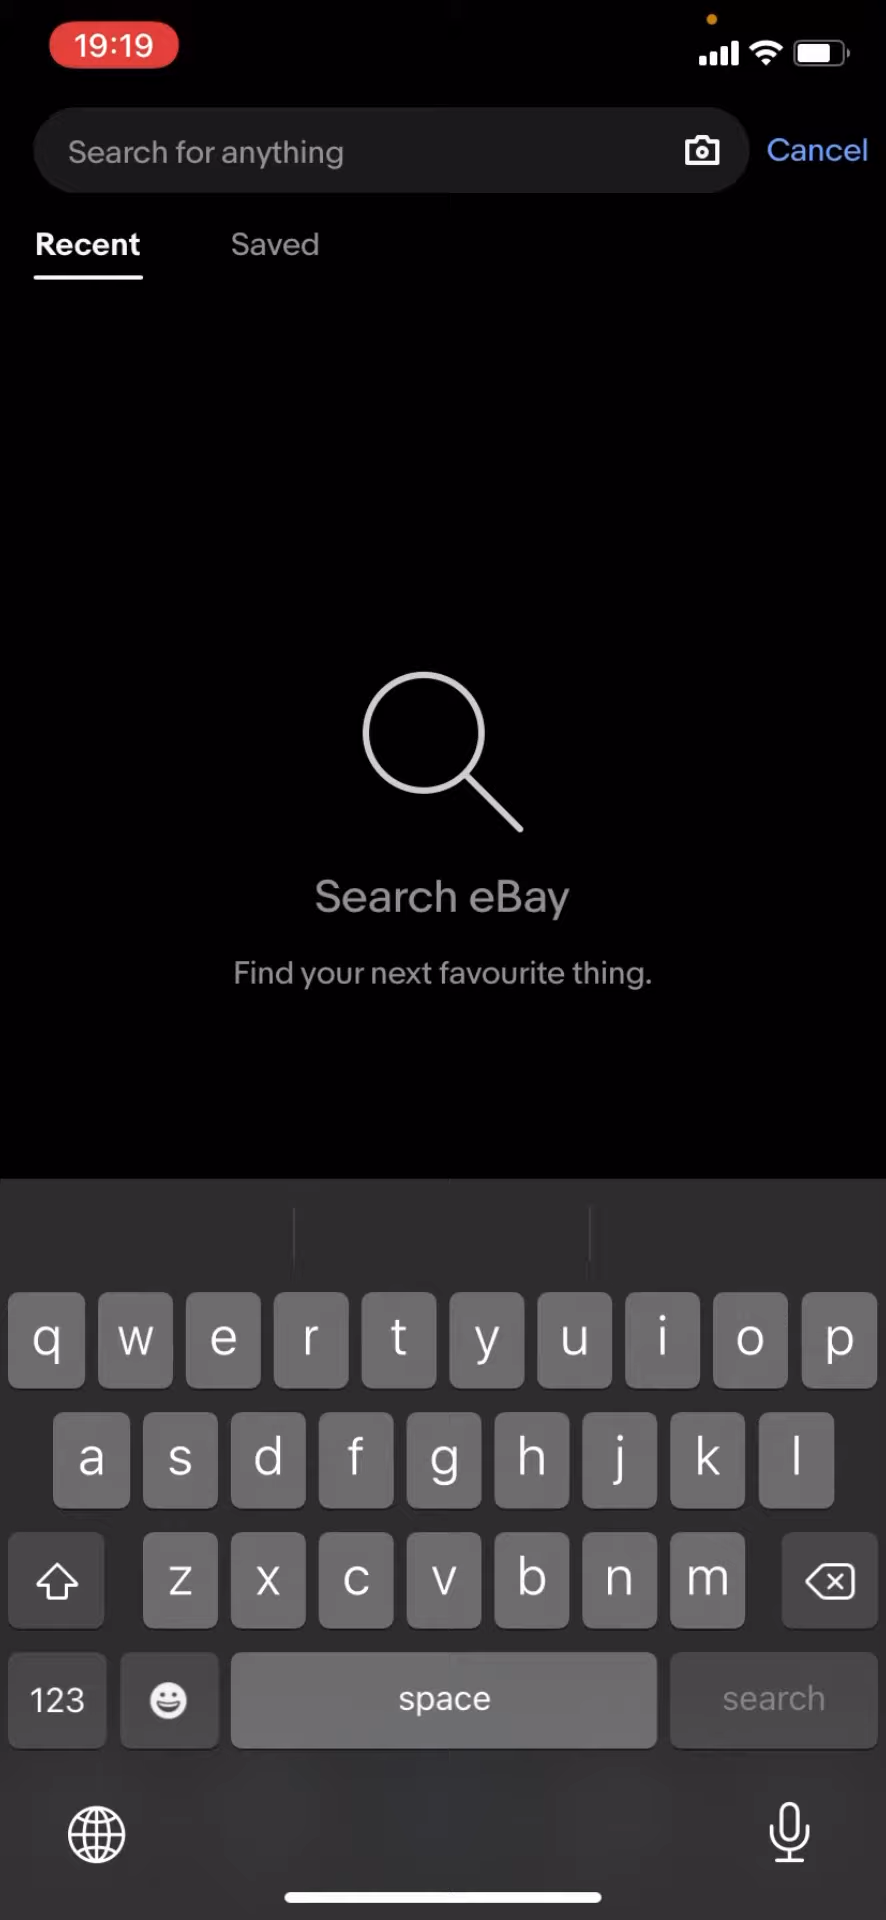 19:19
Search for anything
Cancel
Recent Saved
Search eBay
Find your next favourite thing.
q w e r t y u i o p
a s d f g h j k l
z x c v b n m
123 space search